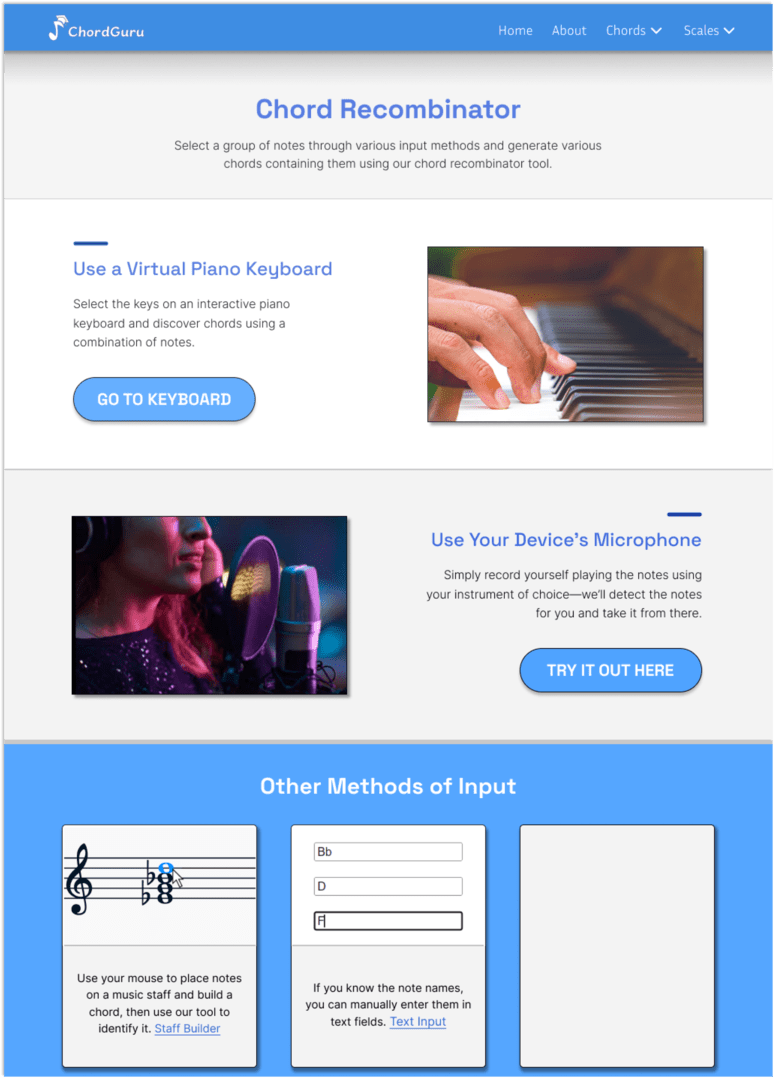 ChordGuru
Home About Chords Scales
Chord Recombinator
Select a group of notes through various input methods and generate various
chords containing them using our chord recombinator tool.
Use a Virtual Piano Keyboard
Select the keys on an interactive piano
keyboard and discover chords using a
combination of notes.
GO TO KEYBOARD
Use Your Device's Microphone
Simply record yourself playing the notes using
your instrument of choice—we'll detect the notes
for you and take it from there.
TRY IT OUT HERE
Other Methods of Input
Use your mouse to place notes
on a music staff and build a
chord, then use our tool to
identify it. Staff Builder
Bb
D
F
If you know the note names,
you can manually enter them in
text fields. Text Input